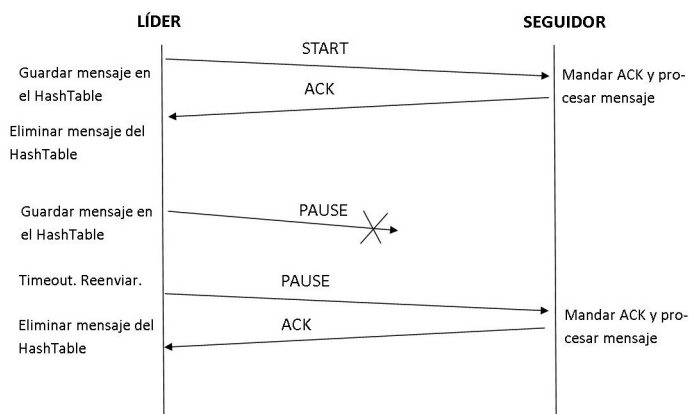 LÍDER
SEGUIDOR
START
Guardar mensaje en
el HashTable
Mandar ACK y pro-
cesar mensaje
ACK
Eliminar mensaje del
HashTable
Guardar mensaje en
el HashTable
PAUSE
Timeout. Reenviar.
PAUSE
Mandar ACK y pro-
cesar mensaje
Eliminar mensaje del
HashTable
ACK